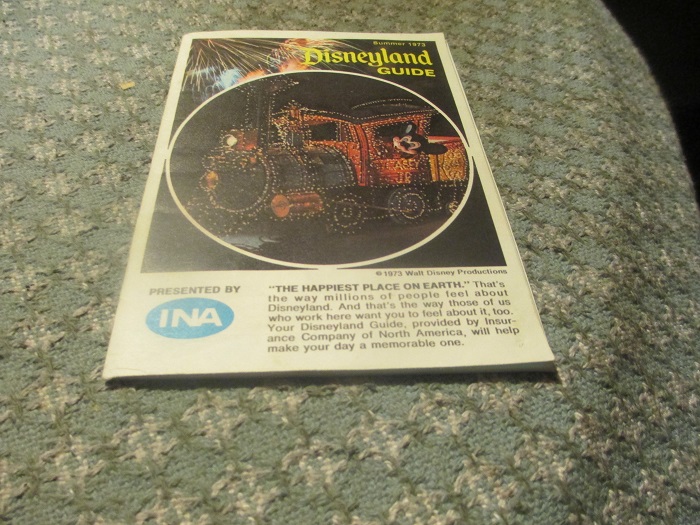 Summer 1973
Disneyland
GUIDE
© 1973 Walt Disney Productions
PRESENTED BY
INA
"THE HAPPIEST PLACE ON EARTH." That's
the way millions of people feel about
Disneyland. And that's the way those of us
who work here want you to feel about it, too.
Your Disneyland Guide, provided by Insur-
ance Company of North America, will help
make your day a memorable one.